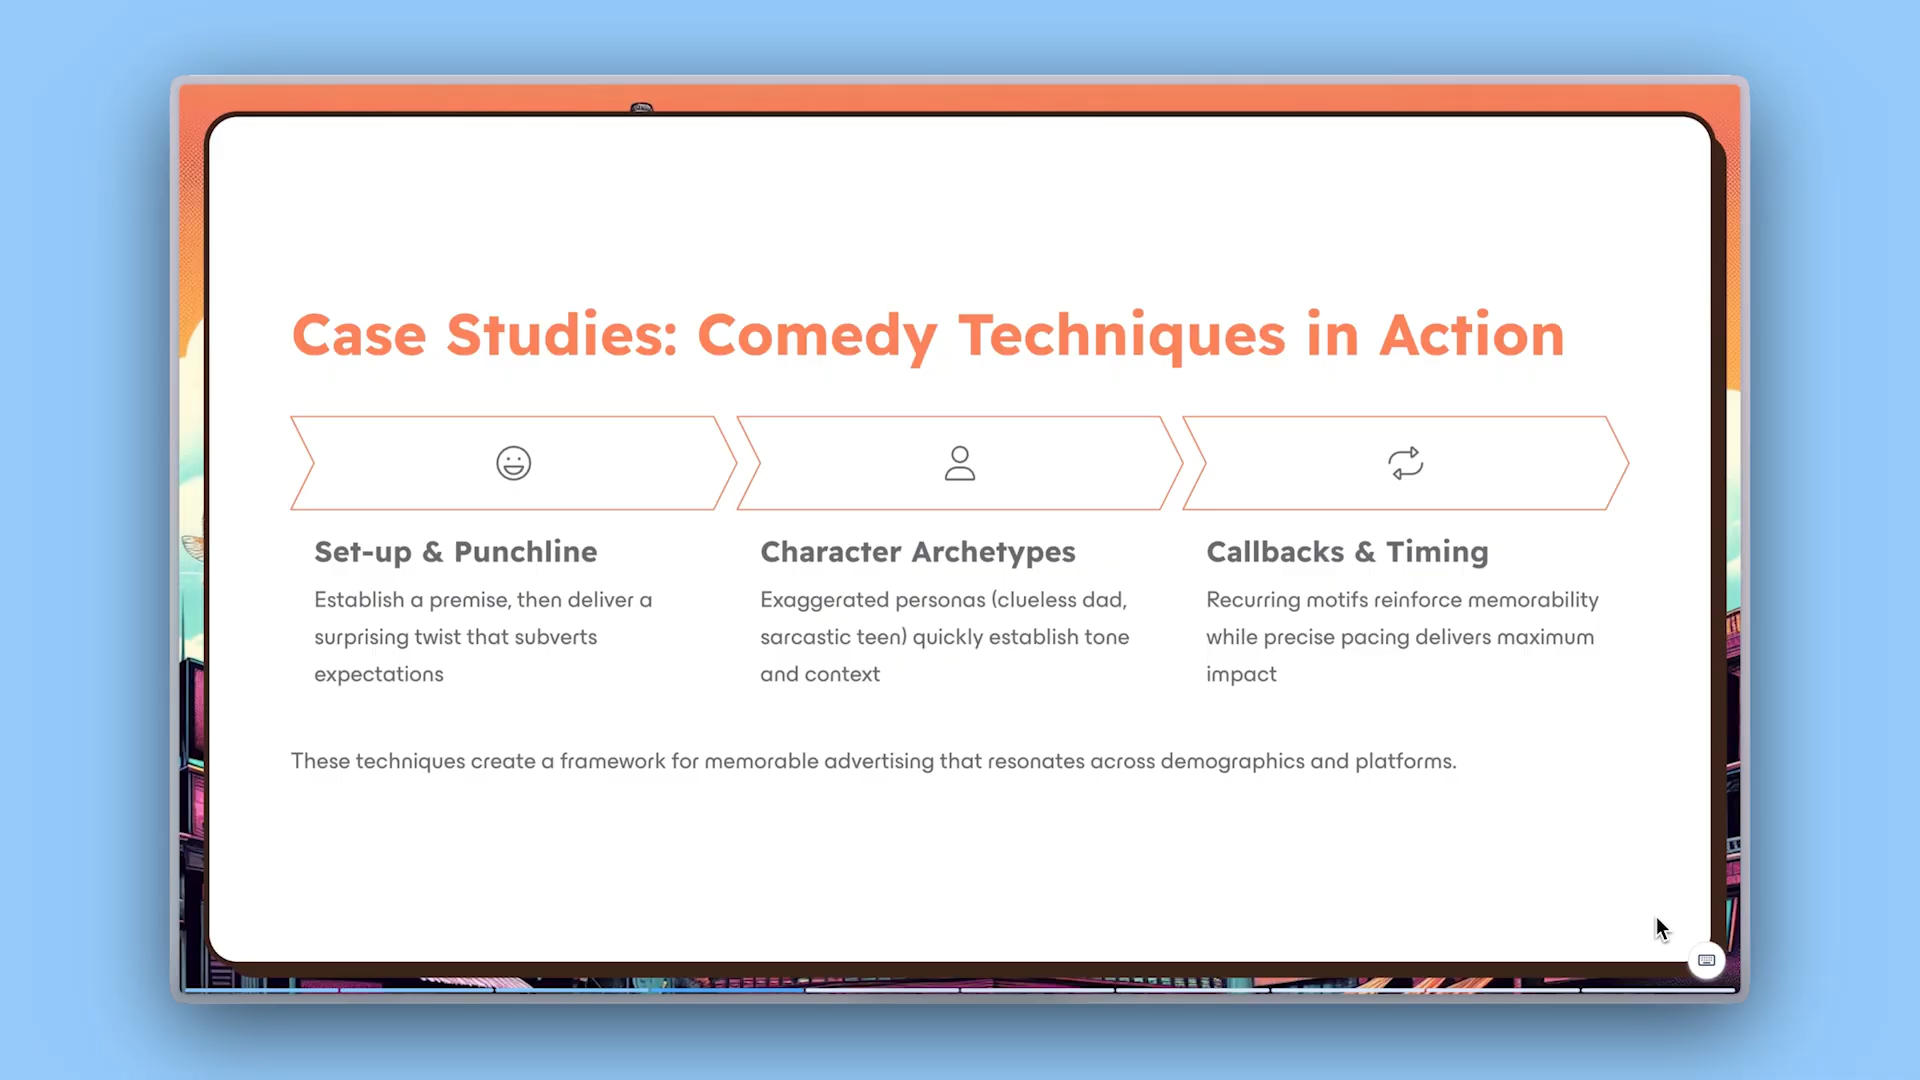 Case Studies: Comedy Techniques in Action
Set-up & Punchline
Establish a premise, then deliver a
surprising twist that subverts
expectations
Character Archetypes
Exaggerated personas (clueless dad,
sarcastic teen) quickly establish tone
and context
Callbacks & Timing
Recurring motifs reinforce memorability
while precise pacing delivers maximum
impact
These techniques create a framework for memorable advertising that resonates across demographics and platforms.